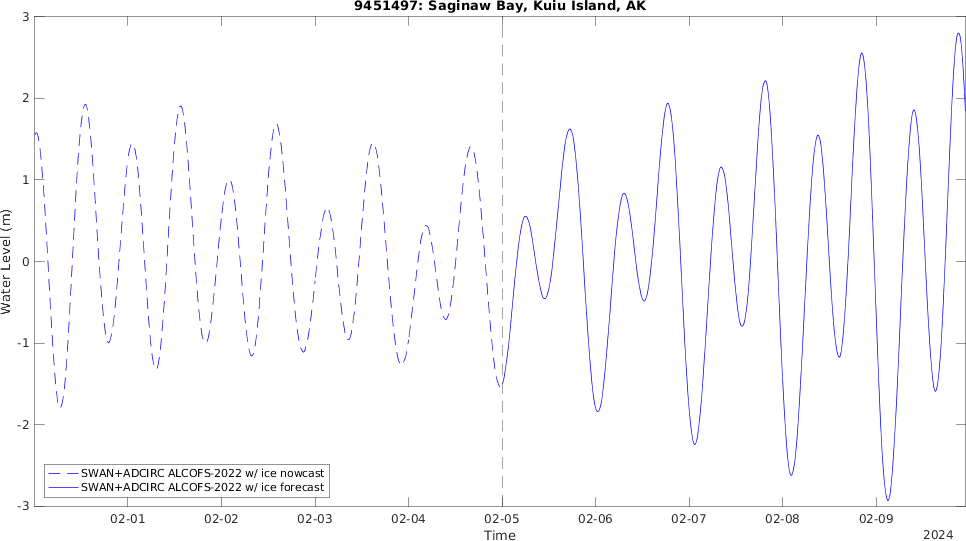 9451497: Saginaw Bay, Kuiu Island, AK
3
2
1
0
-1
-2
-3
Water Level (m)
SWAN+ADCIRC ALCOFS-2022 w/ ice nowcast
SWAN+ADCIRC ALCOFS-2022 w/ ice forecast
02-01 02-02 02-03 02-04 02-05 02-06 02-07 02-08 02-09
Time
2024